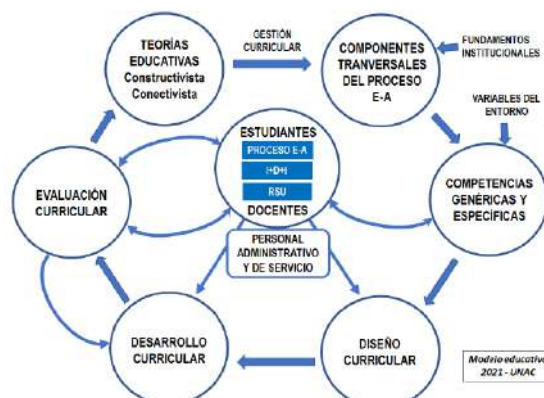 TEORÍAS
EDUCATIVAS
Constructivista
Conectivista
GESTIÓN
CURRICULAR
COMPONENTES
TRANVERSALES
DEL PROCESO
E-A
FUNDAMENTOS
INSTITUCIONALES
VARIABLES DEL
ENTORNO
ESTUDIANTES
PROCESO E-A
I+D+I
RSU
DOCENTES
PERSONAL
ADMINISTRATIVO
Y DE SERVICIO
EVALUACIÓN
CURRICULAR
COMPETENCIAS
GENÉRICAS Y
ESPECÍFICAS
DESARROLLO
CURRICULAR
DISEÑO
CURRICULAR
Modelo educativo
2021 - UNAC